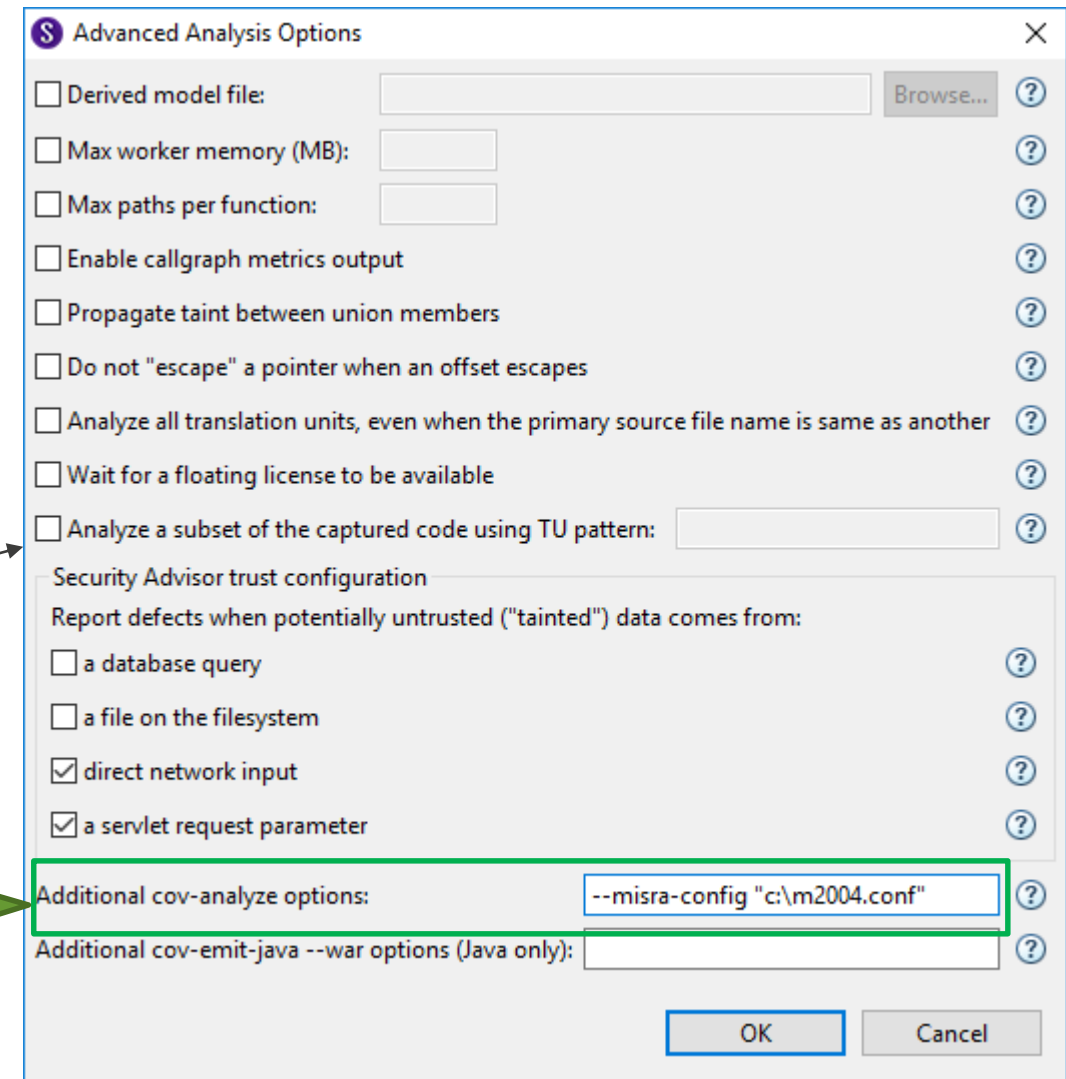 S Advanced Analysis Options
Derived model file: Browse... ?
Max worker memory (MB): ?
Max paths per function: ?
Enable callgraph metrics output ?
Propagate taint between union members ?
Do not "escape" a pointer when an offset escapes ?
Analyze all translation units, even when the primary source file name is same as another ?
Wait for a floating license to be available ?
Analyze a subset of the captured code using TU pattern: ?
Security Advisor trust configuration
Report defects when potentially untrusted ("tainted") data comes from:
a database query ?
a file on the filesystem ?
direct network input ?
a servlet request parameter ?
Additional cov-analyze options: --misra-config "c:\m2004.conf" ?
Additional cov-emit-java --war options (Java only): ?
OK Cancel